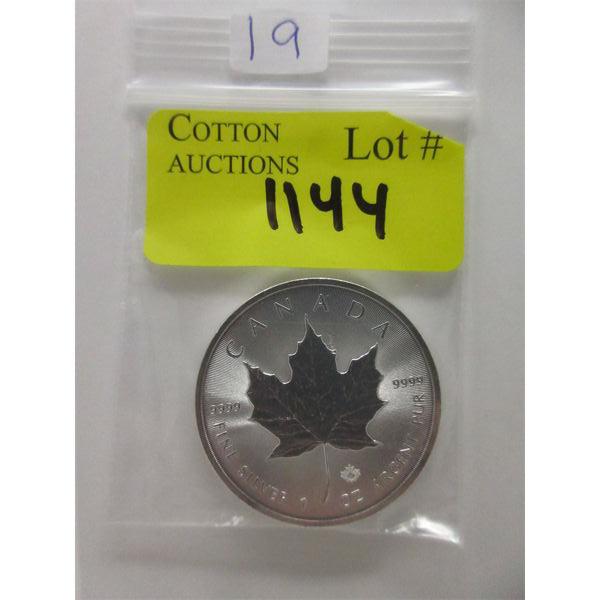 19
COTTON
AUCTIONS
Lot #
1144
CANADA
9999
9999
FINE SILVER 1 OZ ARGENT PUR